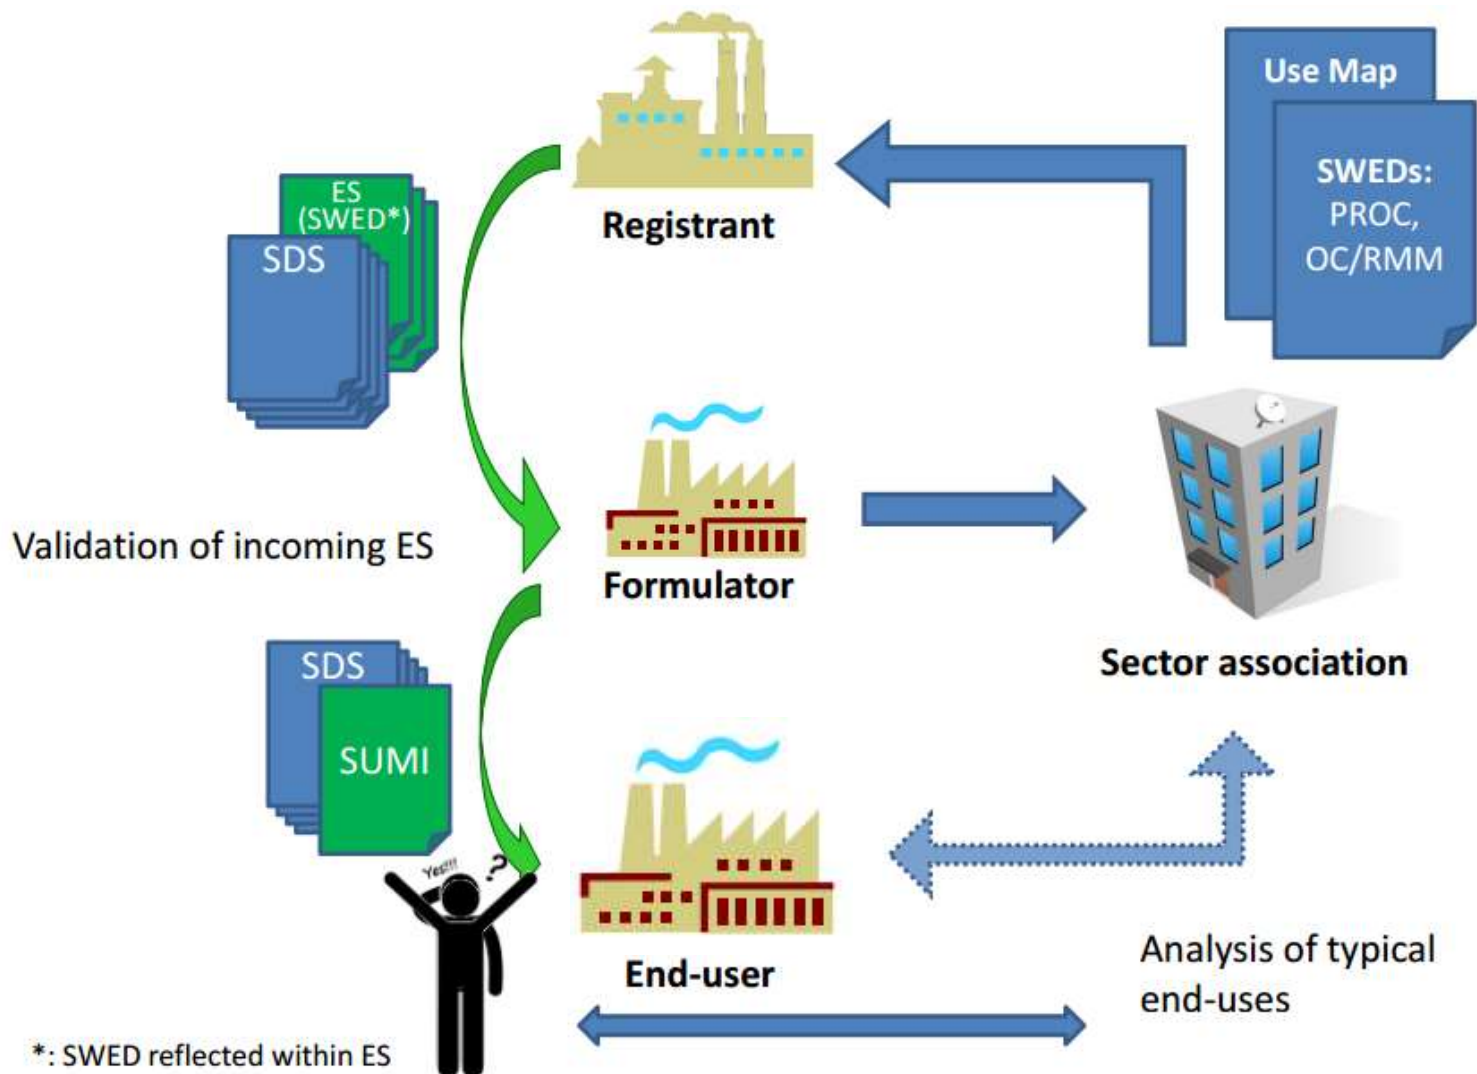 Use Map
SWEDs:
PROC,
OC/RMM
Registrant
ES
(SWED*)
SDS
Validation of incoming ES
Formulator
Sector association
SDS
SUMI
Yes!!!
?
End-user
Analysis of typical
end-uses
*: SWED reflected within ES